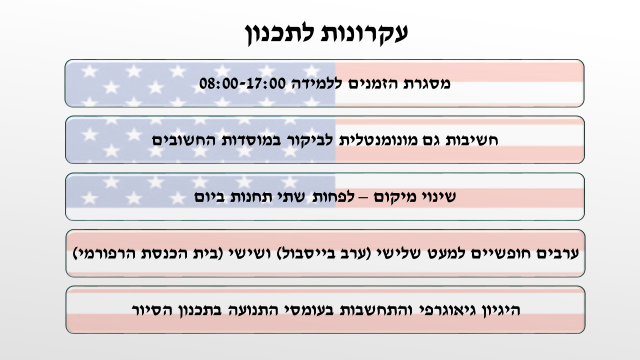 עקרונות לתכנון
מסגרת הזמנים ללמידה 08:00-17:00
חשיבות גם מונומנטלית לביקור במוסדות החשובים
שינוי מיקום – לפחות שתי תחנות ביום
ערבים חופשיים למעט שלישי (ערב בייסבול) ושישי (בית הכנסת הרפורמי)
היגיון גיאוגרפי והתחשבות בעומסי התנועה בתכנון הסיור